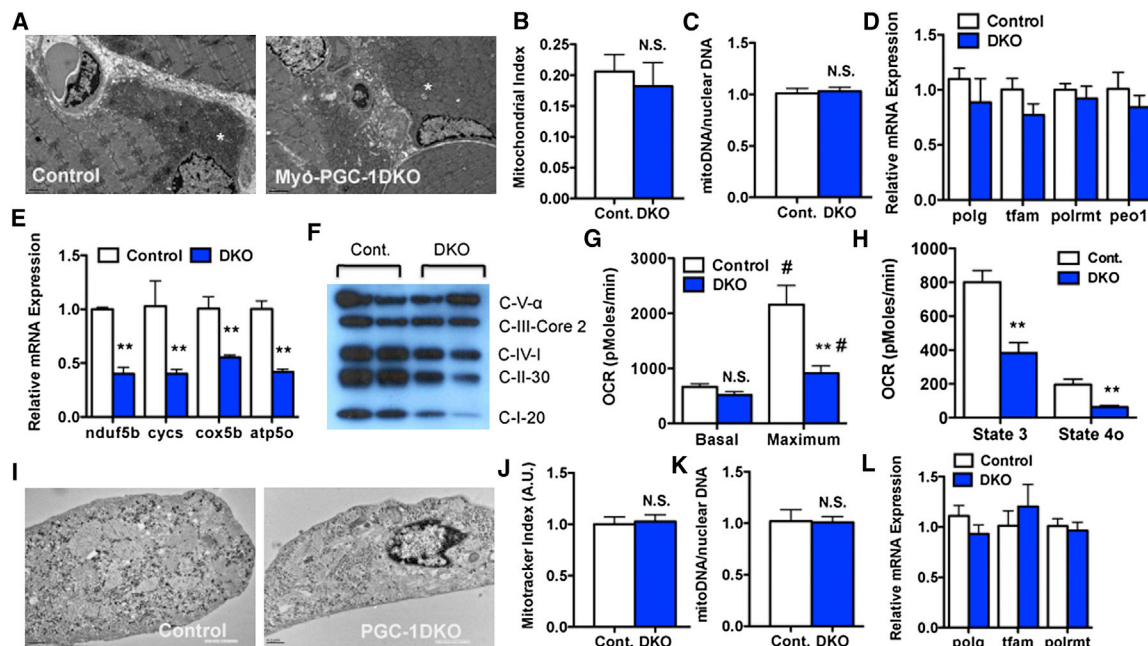 A
Control
*
Myo-PGC-1DKO
*
B
Mitochondrial Index
0.25
0.20
0.15
0.10
0.05
0.00
N.S.
Cont. DKO
C
mitoDNA/nuclear DNA
1.5
1.0
0.5
0.0
N.S.
Cont. DKO
D
Relative mRNA Expression
Control
DKO
1.5
1.0
0.5
0.0
polg tfam polrmt peo1
E
Relative mRNA Expression
Control DKO
1.5
1.0
0.5
0.0
** ** ** **
nduf5b cycs cox5b atp5o
F
Cont. DKO
C-V-α
C-III-Core 2
C-IV-I
C-II-30
C-I-20
G
OCR (pMoles/min)
Control
DKO
3000
2000
1000
0
N.S.
#
** #
Basal Maximum
H
OCR (pMoles/min)
Cont.
DKO
800
600
400
200
0
**
**
State 3 State 4o
I
Control
PGC-1DKO
J
Mitotracker Index (A.U.)
1.5
1.0
0.5
0.0
N.S.
Cont. DKO
K
mitoDNA/nuclear DNA
1.5
1.0
0.5
0.0
N.S.
Cont. DKO
L
Relative mRNA Expression
Control
DKO
1.5
1.0
0.5
0.0
polg tfam polrmt